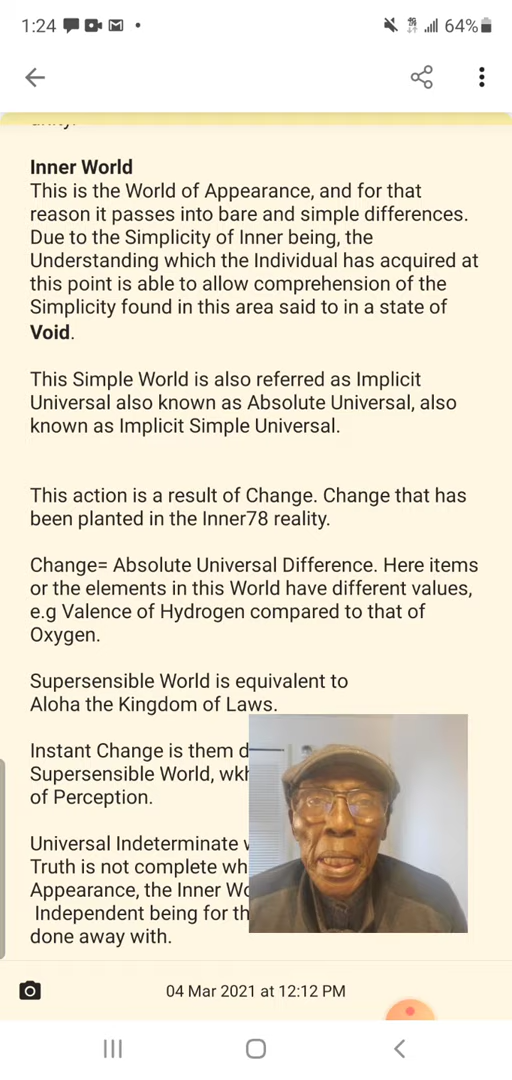 1:24
64%
Inner World
This is the World of Appearance, and for that
reason it passes into bare and simple differences.
Due to the Simplicity of Inner being, the
Understanding which the Individual has acquired at
this point is able to allow comprehension of the
Simplicity found in this area said to in a state of
Void.
This Simple World is also referred as Implicit
Universal also known as Absolute Universal, also
known as Implicit Simple Universal.
This action is a result of Change. Change that has
been planted in the Inner78 reality.
Change= Absolute Universal Difference. Here items
or the elements in this World have different values,
e.g Valence of Hydrogen compared to that of
Oxygen.
Supersensible World is equivalent to
Aloha the Kingdom of Laws.
Instant Change is them
Supersensible World,
of Perception.
Universal Indeterminate
Truth is not complete
Appearance, the Inner
Independent being for
done away with.
04 Mar 2021 at 12:12 PM